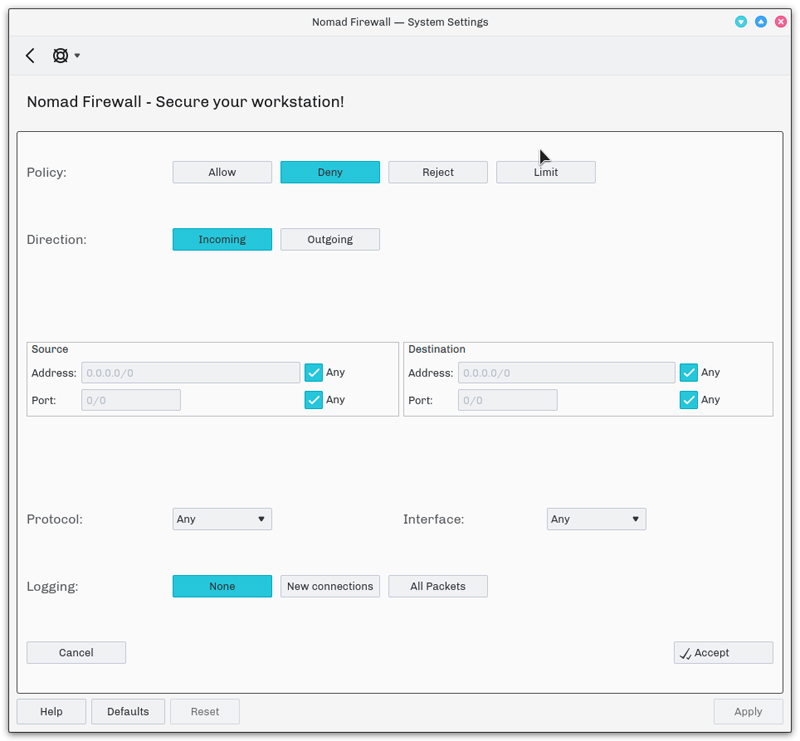 Nomad Firewall — System Settings
Nomad Firewall - Secure your workstation!
Policy: Allow Deny Reject Limit
Direction: Incoming Outgoing
Source Destination
Address: 0.0.0.0/0 Any Address: 0.0.0.0/0 Any
Port: 0/0 Any Port: 0/0 Any
Protocol: Any Interface: Any
Logging: None New connections All Packets
Cancel Accept
Help Defaults Reset Apply